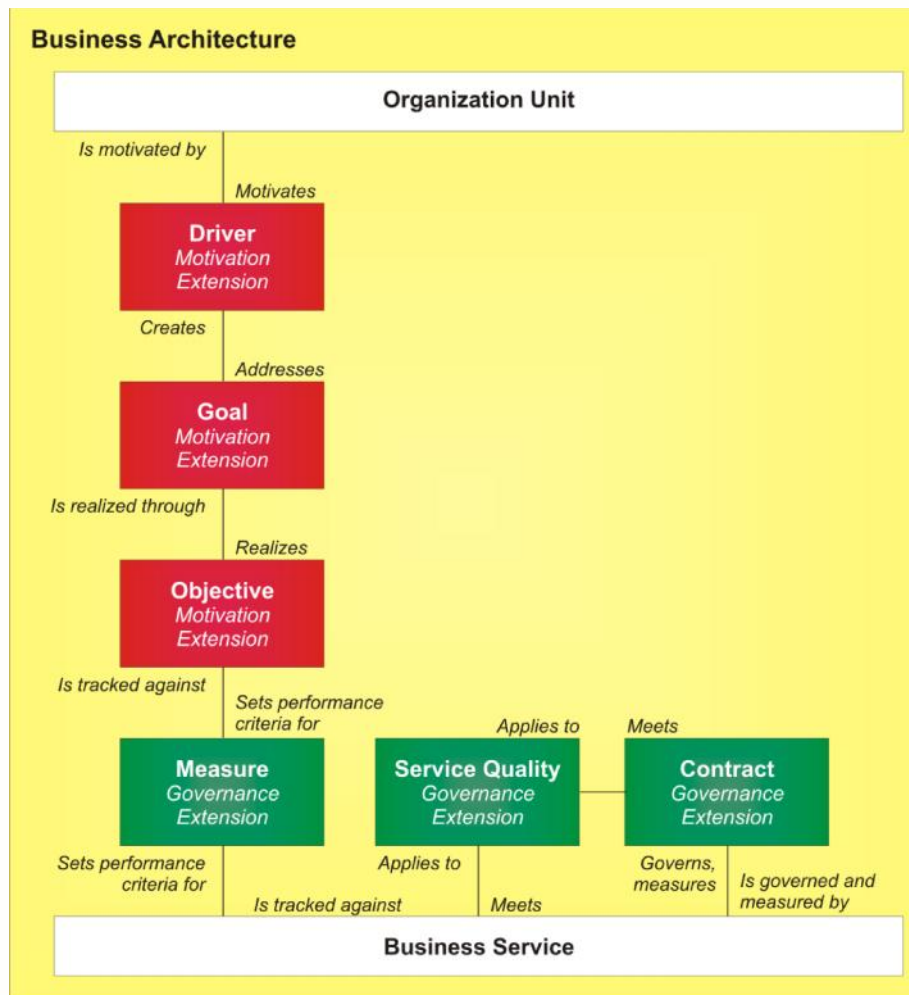 Business Architecture
Organization Unit
Is motivated by
Motivates
Driver
Motivation
Extension
Creates
Addresses
Goal
Motivation
Extension
Is realized through
Realizes
Objective
Motivation
Extension
Is tracked against
Sets performance
criteria for
Applies to
Meets
Measure
Governance
Extension
Service Quality
Governance
Extension
Contract
Governance
Extension
Sets performance
criteria for
Is tracked against
Applies to
Meets
Governs,
measures
Is governed and
measured by
Business Service